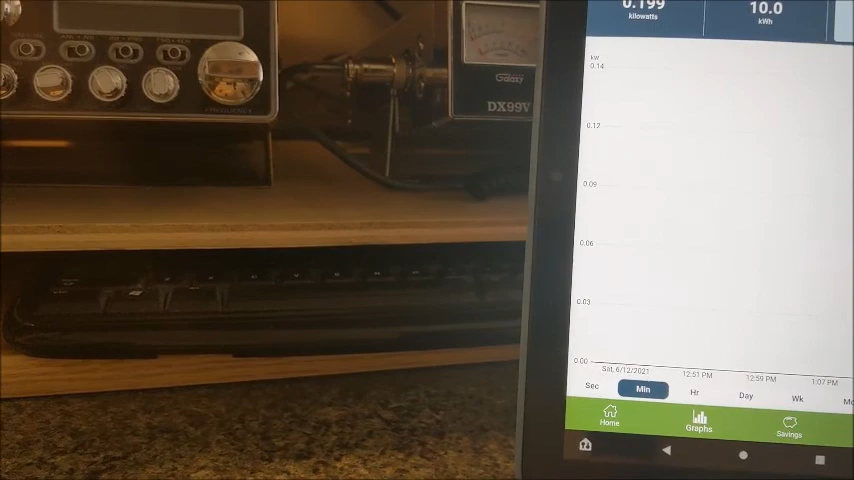 0.199
kilowatts
10.0
kWh
kW
0.14
0.12
0.09
0.06
0.03
0.00
Sat, 6/12/2021
12:51 PM
12:59 PM
1:07 PM
Sec
Min
Hr
Day
Wk
Home
Graphs
Savings
Galaxy
DX99V